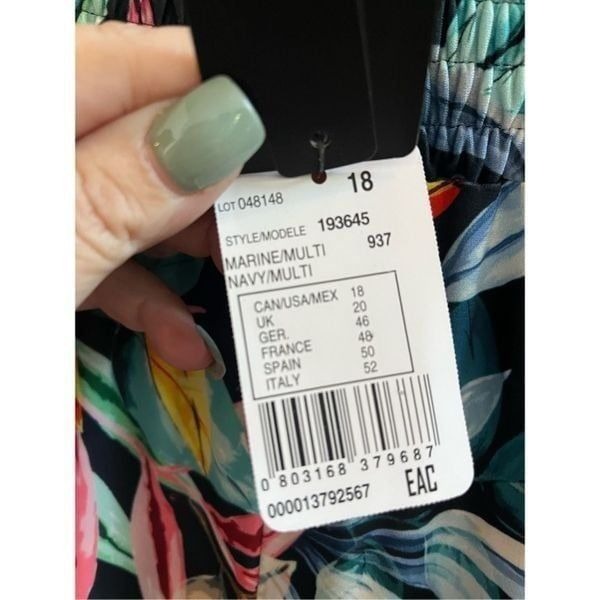 18
LOT 048148
STYLE/MODELE 193645
MARINE/MULTI 937
NAVY/MULTI
CAN/USA/MEX 18
UK 20
GER. 46
FRANCE 48
SPAIN 50
ITALY 52
0 803168 379687
000013792567 EAC